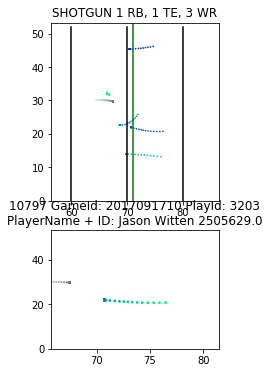 SHOTGUN 1 RB, 1 TE, 3 WR
50
40
30
20
10
0
60 70 80
10797 GameId: 2017091710 PlayId: 3203
PlayerName + ID: Jason Witten 2505629.0
40
20
0
70 75 80